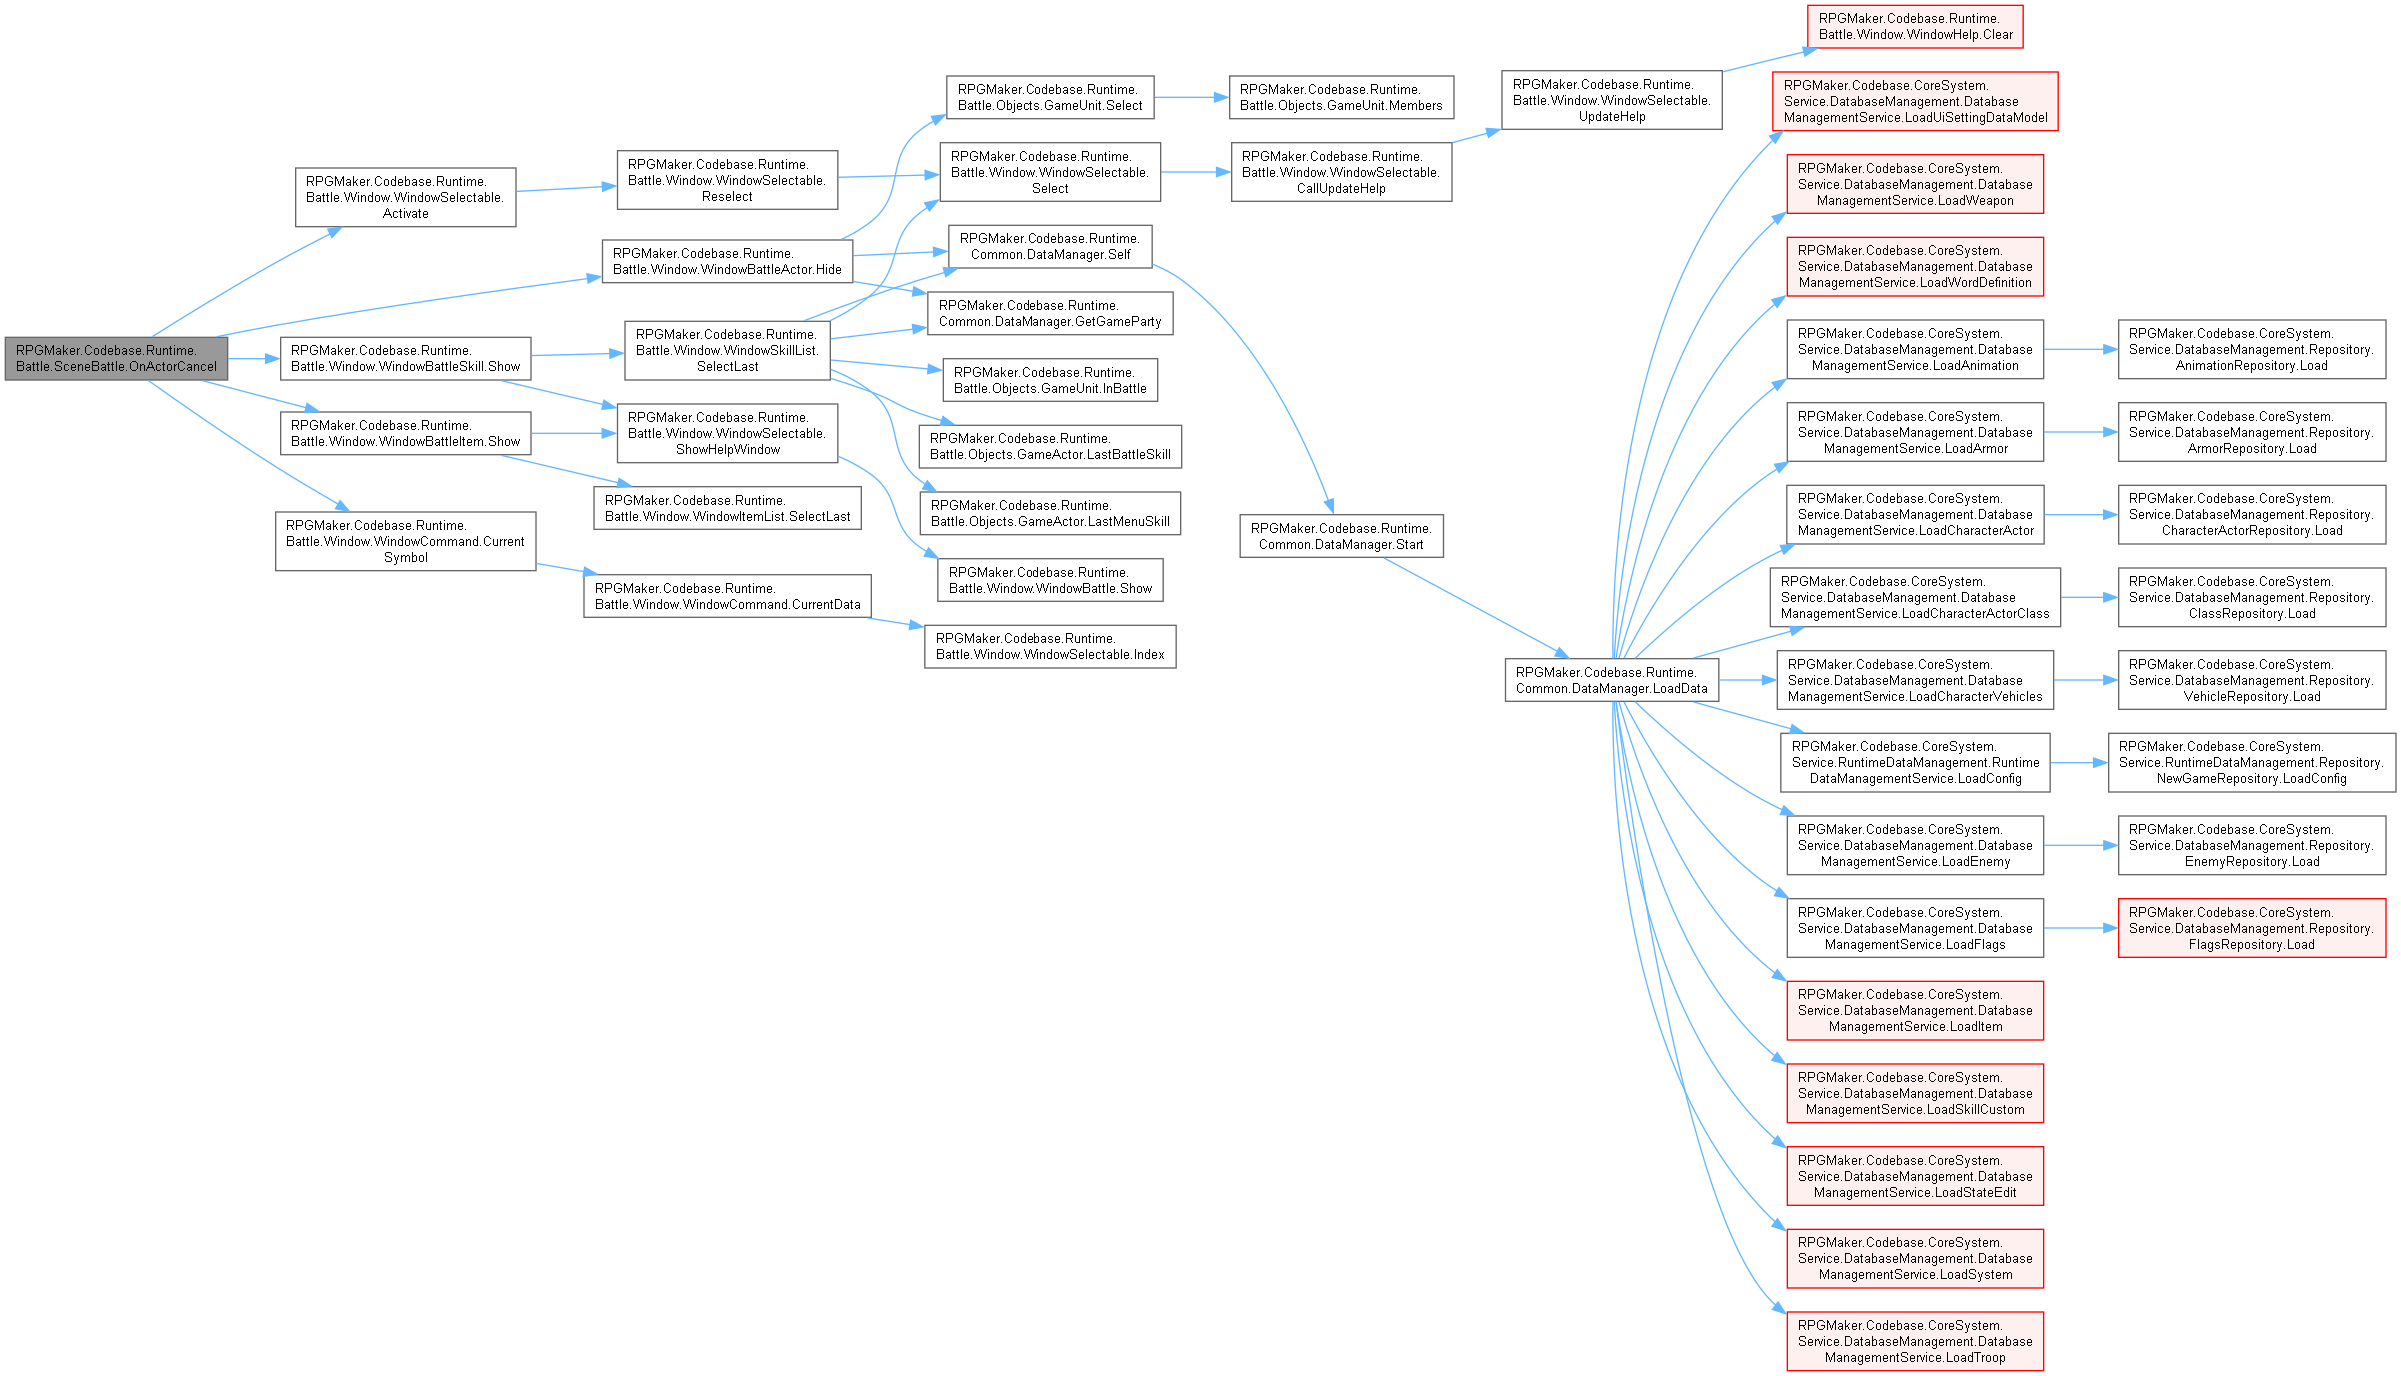 RPGMaker.Codebase.Runtime.
Battle.SceneBattle.OnActorCancel
RPGMaker.Codebase.Runtime.
Battle.Window.WindowSelectable.
Activate
RPGMaker.Codebase.Runtime.
Battle.Window.WindowBattleSkill.Show
RPGMaker.Codebase.Runtime.
Battle.Window.WindowBattleItem.Show
RPGMaker.Codebase.Runtime.
Battle.Window.WindowCommand.Current
Symbol
RPGMaker.Codebase.Runtime.
Battle.Window.WindowSelectable.
Reselect
RPGMaker.Codebase.Runtime.
Battle.Window.WindowBattleActor.Hide
RPGMaker.Codebase.Runtime.
Battle.Window.WindowSkillList.
SelectLast
RPGMaker.Codebase.Runtime.
Battle.Window.WindowSelectable.
ShowHelpWindow
RPGMaker.Codebase.Runtime.
Battle.Window.WindowItemList.SelectLast
RPGMaker.Codebase.Runtime.
Battle.Window.WindowCommand.CurrentData
RPGMaker.Codebase.Runtime.
Battle.Objects.GameUnit.Select
RPGMaker.Codebase.Runtime.
Battle.Window.WindowSelectable.
Select
RPGMaker.Codebase.Runtime.
Common.DataManager.Self
RPGMaker.Codebase.Runtime.
Common.DataManager.GetGameParty
RPGMaker.Codebase.Runtime.
Battle.Objects.GameUnit.InBattle
RPGMaker.Codebase.Runtime.
Battle.Objects.GameActor.LastBattleSkill
RPGMaker.Codebase.Runtime.
Battle.Objects.GameActor.LastMenuSkill
RPGMaker.Codebase.Runtime.
Battle.Window.WindowBattle.Show
RPGMaker.Codebase.Runtime.
Battle.Window.WindowSelectable.Index
RPGMaker.Codebase.Runtime.
Battle.Objects.GameUnit.Members
RPGMaker.Codebase.Runtime.
Battle.Window.WindowSelectable.
CallUpdateHelp
RPGMaker.Codebase.Runtime.
Common.DataManager.Start
RPGMaker.Codebase.Runtime.
Battle.Window.WindowSelectable.
UpdateHelp
RPGMaker.Codebase.Runtime.
Common.DataManager.LoadData
RPGMaker.Codebase.Runtime.
Battle.Window.WindowHelp.Clear
RPGMaker.Codebase.CoreSystem.
Service.DatabaseManagement.Database
ManagementService.LoadUiSettingDataModel
RPGMaker.Codebase.CoreSystem.
Service.DatabaseManagement.Database
ManagementService.LoadWeapon
RPGMaker.Codebase.CoreSystem.
Service.DatabaseManagement.Database
ManagementService.LoadWordDefinition
RPGMaker.Codebase.CoreSystem.
Service.DatabaseManagement.Database
ManagementService.LoadAnimation
RPGMaker.Codebase.CoreSystem.
Service.DatabaseManagement.Database
ManagementService.LoadArmor
RPGMaker.Codebase.CoreSystem.
Service.DatabaseManagement.Database
ManagementService.LoadCharacterActor
RPGMaker.Codebase.CoreSystem.
Service.DatabaseManagement.Database
ManagementService.LoadCharacterActorClass
RPGMaker.Codebase.CoreSystem.
Service.DatabaseManagement.Database
ManagementService.LoadCharacterVehicles
RPGMaker.Codebase.CoreSystem.
Service.RuntimeDataManagement.Runtime
DataManagementService.LoadConfig
RPGMaker.Codebase.CoreSystem.
Service.DatabaseManagement.Database
ManagementService.LoadEnemy
RPGMaker.Codebase.CoreSystem.
Service.DatabaseManagement.Database
ManagementService.LoadFlags
RPGMaker.Codebase.CoreSystem.
Service.DatabaseManagement.Database
ManagementService.LoadItem
RPGMaker.Codebase.CoreSystem.
Service.DatabaseManagement.Database
ManagementService.LoadSkillCustom
RPGMaker.Codebase.CoreSystem.
Service.DatabaseManagement.Database
ManagementService.LoadStateEdit
RPGMaker.Codebase.CoreSystem.
Service.DatabaseManagement.Database
ManagementService.LoadSystem
RPGMaker.Codebase.CoreSystem.
Service.DatabaseManagement.Database
ManagementService.LoadTroop
RPGMaker.Codebase.CoreSystem.
Service.DatabaseManagement.Repository.
AnimationRepository.Load
RPGMaker.Codebase.CoreSystem.
Service.DatabaseManagement.Repository.
ArmorRepository.Load
RPGMaker.Codebase.CoreSystem.
Service.DatabaseManagement.Repository.
CharacterActorRepository.Load
RPGMaker.Codebase.CoreSystem.
Service.DatabaseManagement.Repository.
ClassRepository.Load
RPGMaker.Codebase.CoreSystem.
Service.DatabaseManagement.Repository.
VehicleRepository.Load
RPGMaker.Codebase.CoreSystem.
Service.RuntimeDataManagement.Repository.
NewGameRepository.LoadConfig
RPGMaker.Codebase.CoreSystem.
Service.DatabaseManagement.Repository.
EnemyRepository.Load
RPGMaker.Codebase.CoreSystem.
Service.DatabaseManagement.Repository.
FlagsRepository.Load